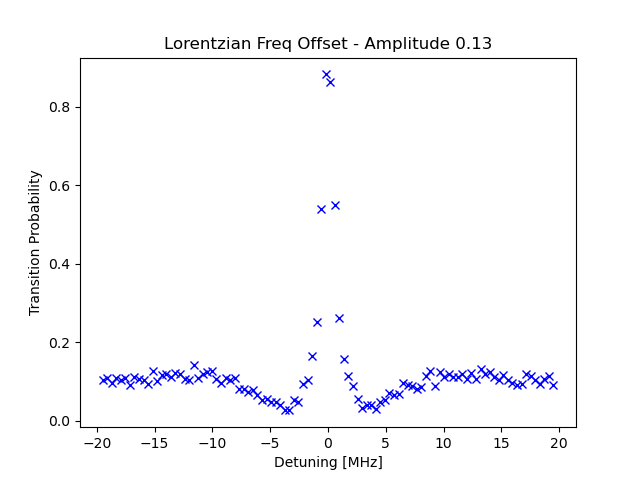 Lorentzian Freq Offset - Amplitude 0.13
Transition Probability
0.8
0.6
0.4
0.2
0.0
−20 −15 −10 −5 0 5 10 15 20
Detuning [MHz]